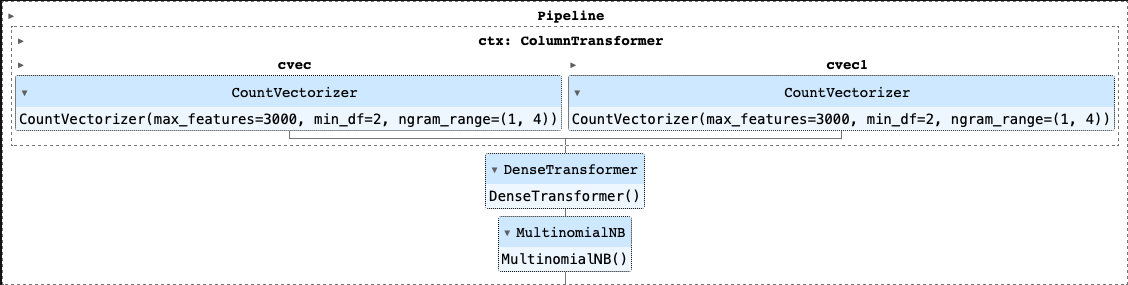 Pipeline
ctx: ColumnTransformer
cvec cvec1
CountVectorizer CountVectorizer
CountVectorizer(max_features=3000, min_df=2, ngram_range=(1, 4)) CountVectorizer(max_features=3000, min_df=2, ngram_range=(1, 4))
DenseTransformer
DenseTransformer()
MultinomialNB
MultinomialNB()